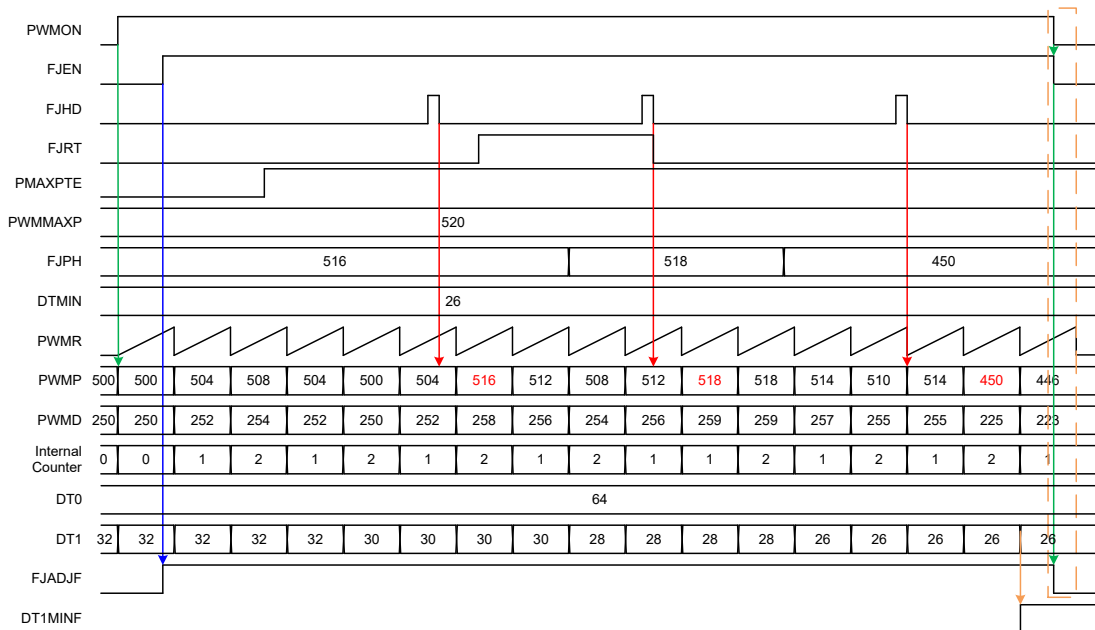 PWMON
FJEN
FJHD
FJRT
PMAXPTE
PWMMAXP 520
FJPH 516 518 450
DTMIN 26
PWMR
PWMP 500 500 504 508 504 500 504 516 512 508 512 518 518 514 510 514 450 446
PWMD 250 250 252 254 252 250 252 258 256 254 256 259 259 257 255 255 225 223
Internal
Counter 0 0 1 2 1 2 1 2 1 2 1 1 2 1 2 1 2 1
DT0 64
DT1 32 32 32 32 32 30 30 30 30 28 28 28 28 26 26 26 26 26
FJADJF
DT1MINF